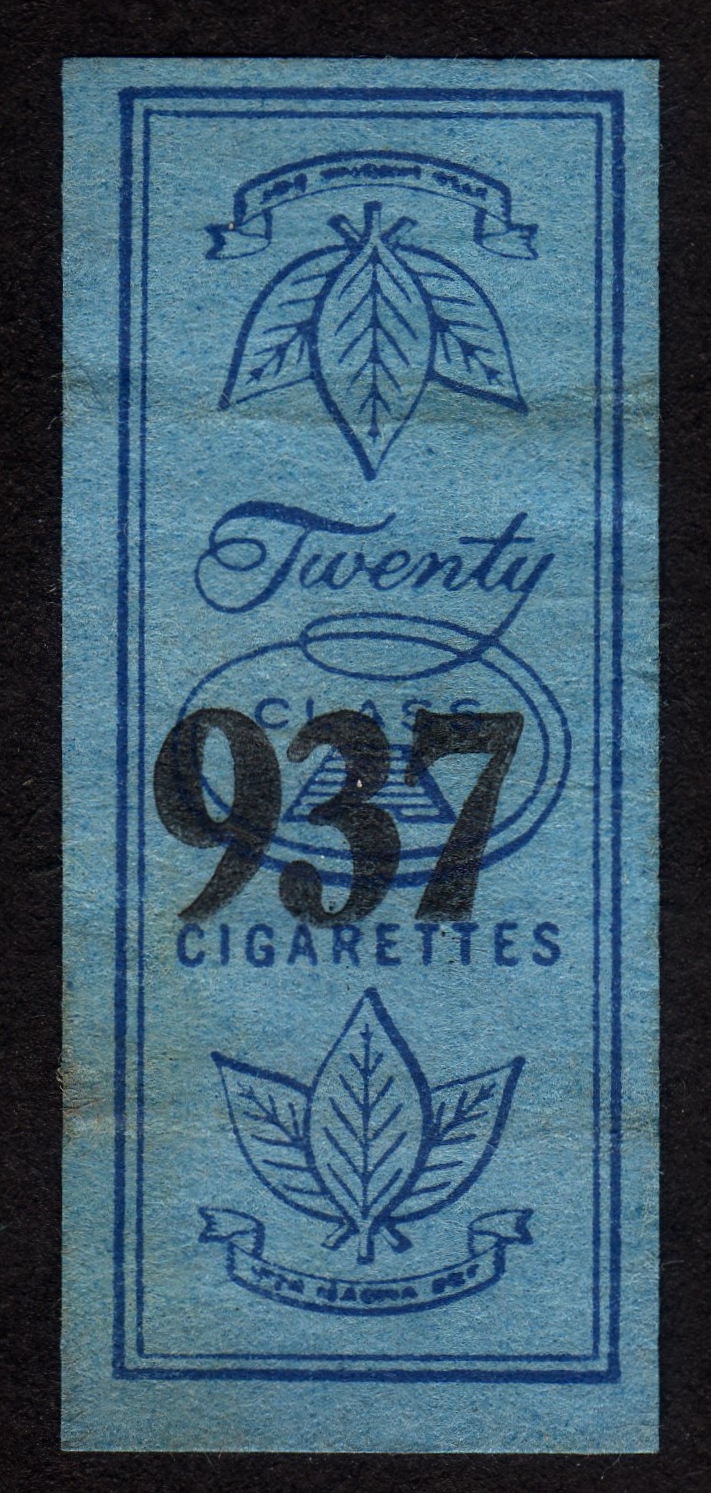 Twenty
CLASS
A
937
CIGARETTES